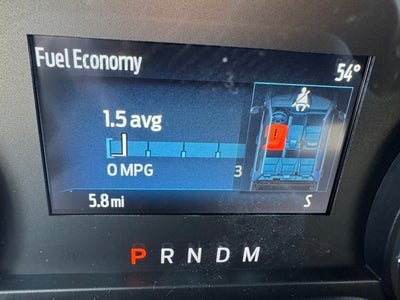 Fuel Economy
54°
1.5 avg
0 MPG 3
5.8 mi
S
P R N D M